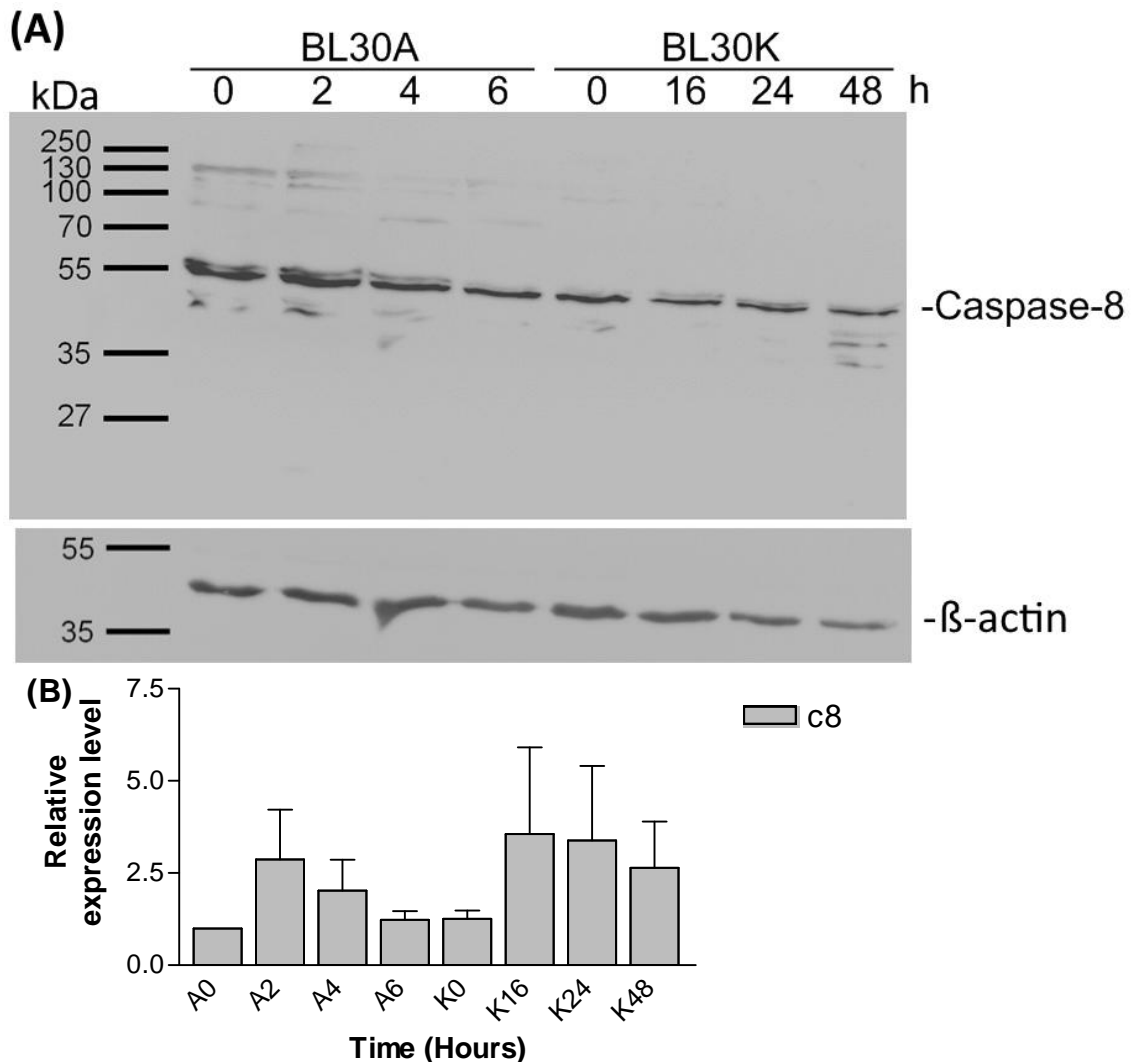 (A)
BL30A BL30K
kDa 0 2 4 6 0 16 24 48 h
250
130
100
70
55
-Caspase-8
35
27
55
-ß-actin
35
(B)
7.5
c8
5.0
2.5
0.0
Relative
expression level
A0 A2 A4 A6 K0 K16 K24 K48
Time (Hours)